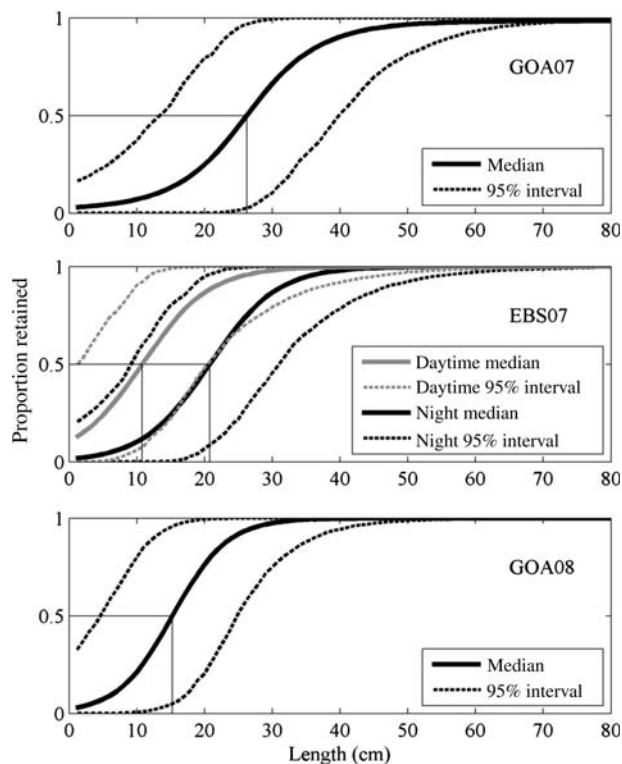 1
GOA07
0.5
Median
95% interval
0
0 10 20 30 40 50 60 70 80
1
EBS07
Proportion retained
0.5
Daytime median
Daytime 95% interval
Night median
Night 95% interval
0
0 10 20 30 40 50 60 70 80
1
GOA08
0.5
Median
95% interval
0
0 10 20 30 40 50 60 70 80
Length (cm)